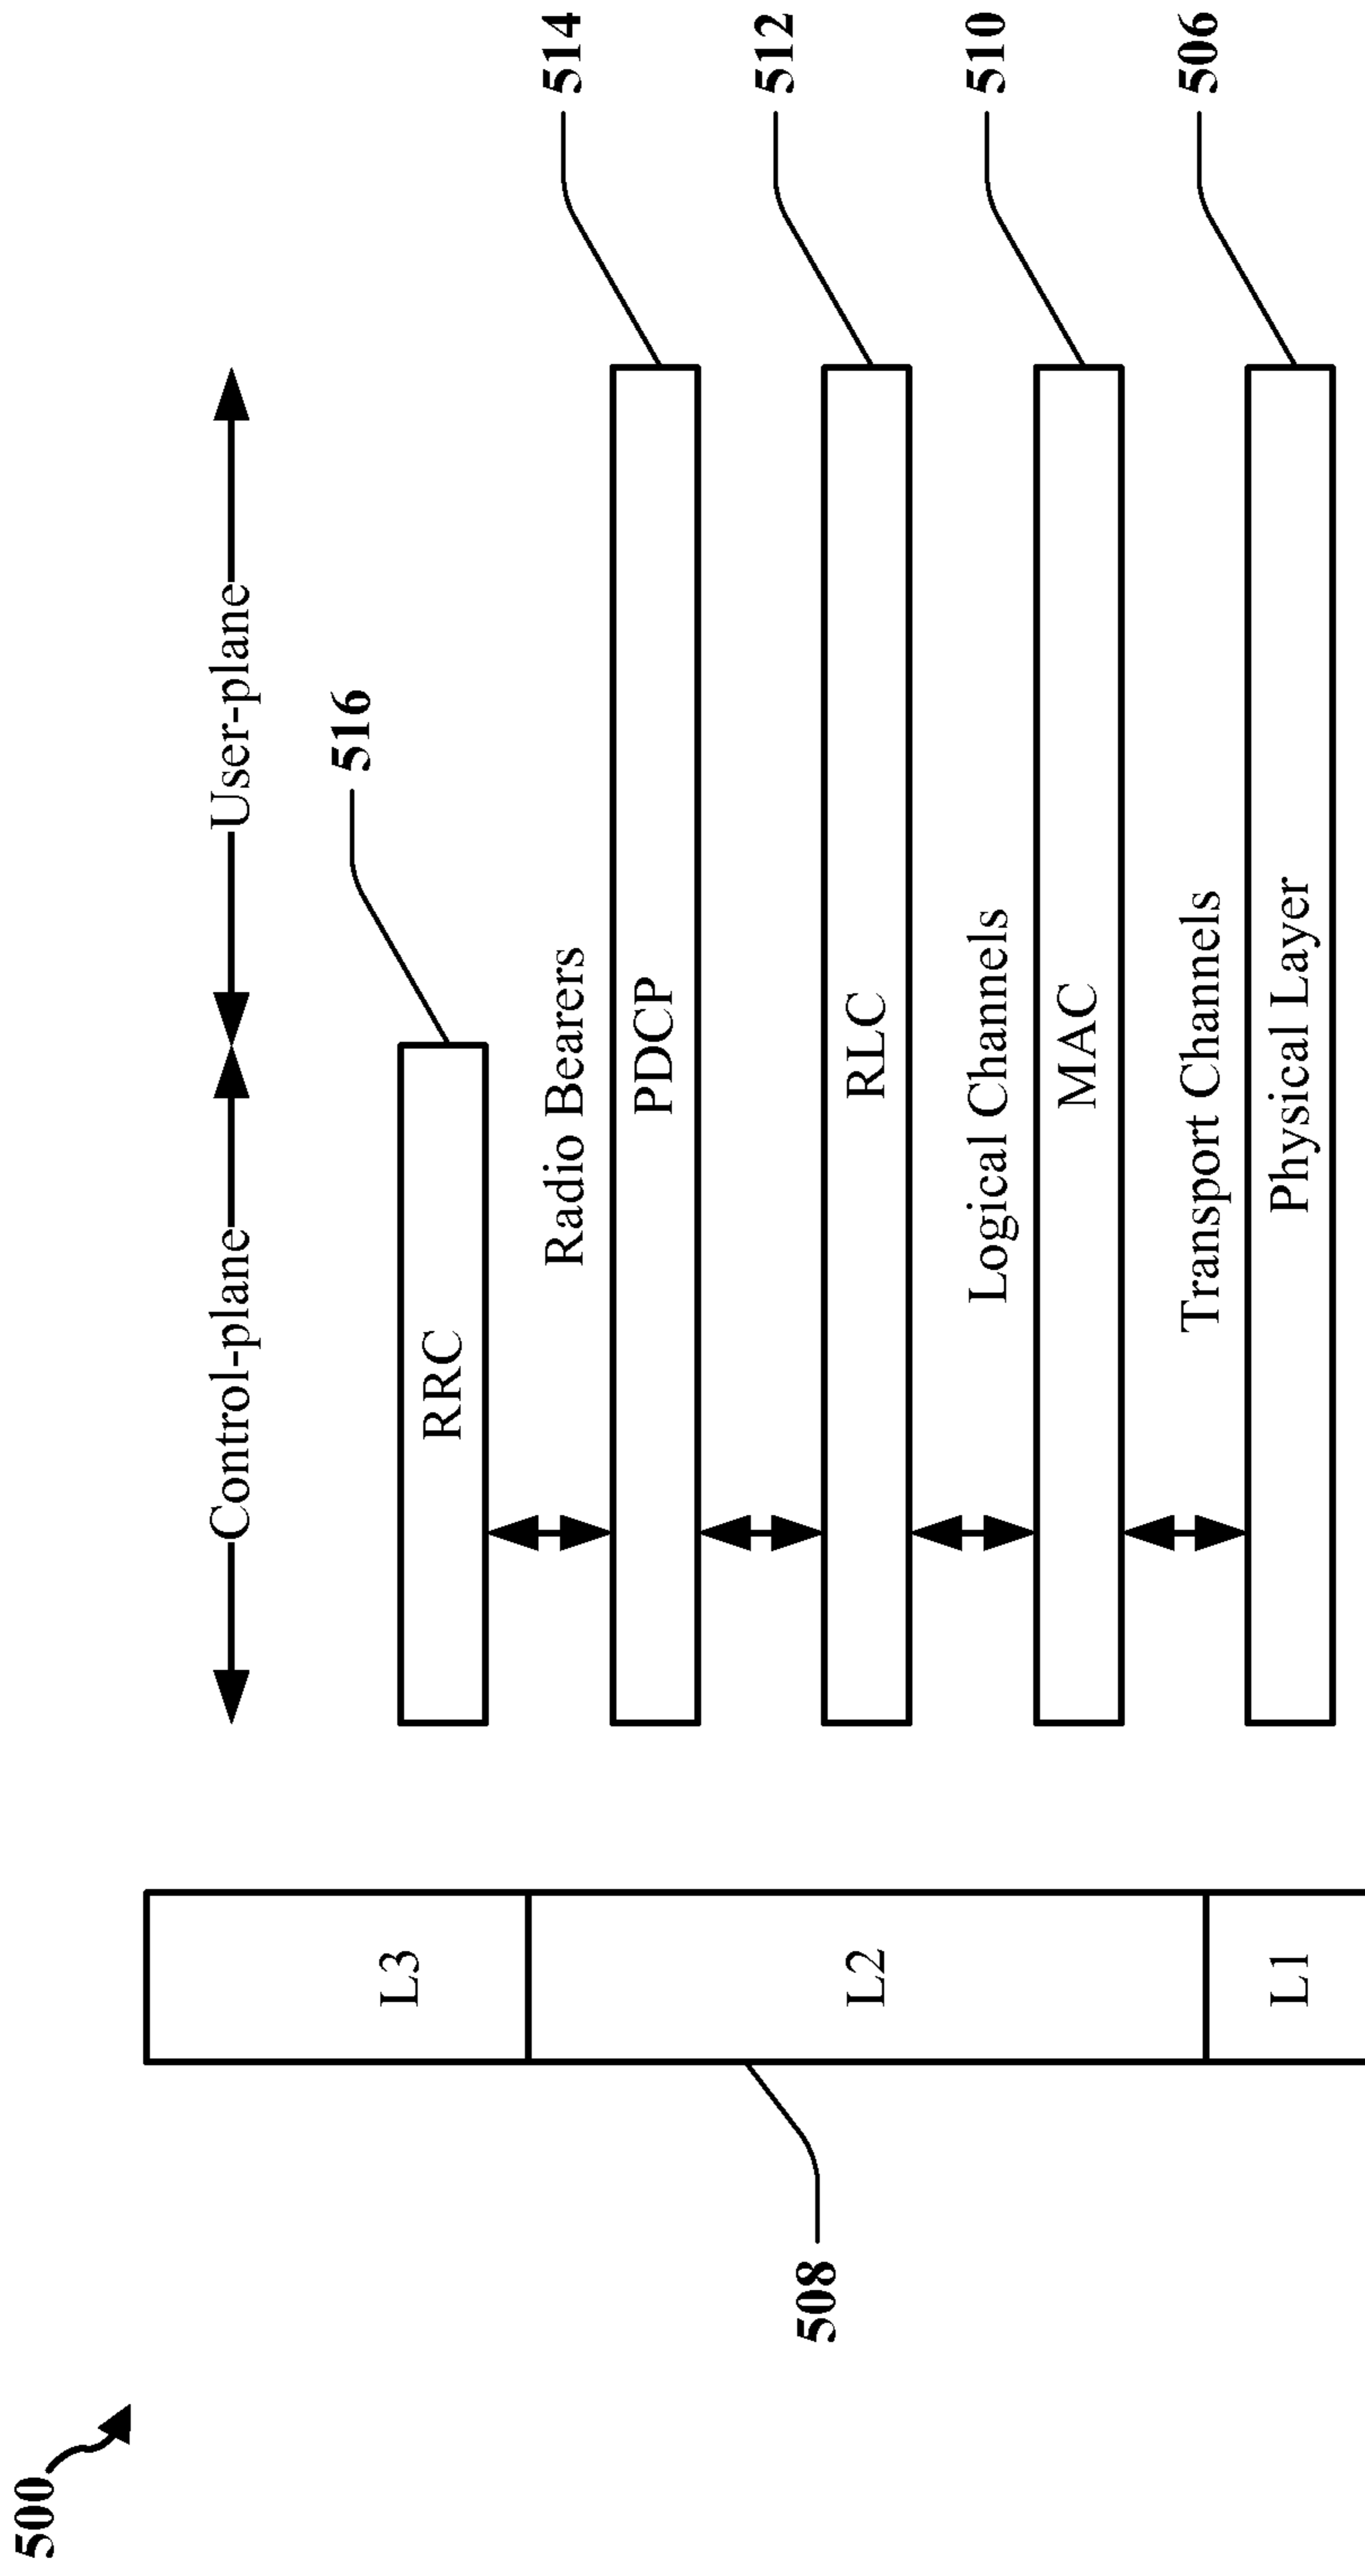 500
Control-plane
User-plane
516
L3
RRC
Radio Bearers
514
PDCP
508
L2
512
RLC
Logical Channels
510
MAC
Transport Channels
506
L1
Physical Layer